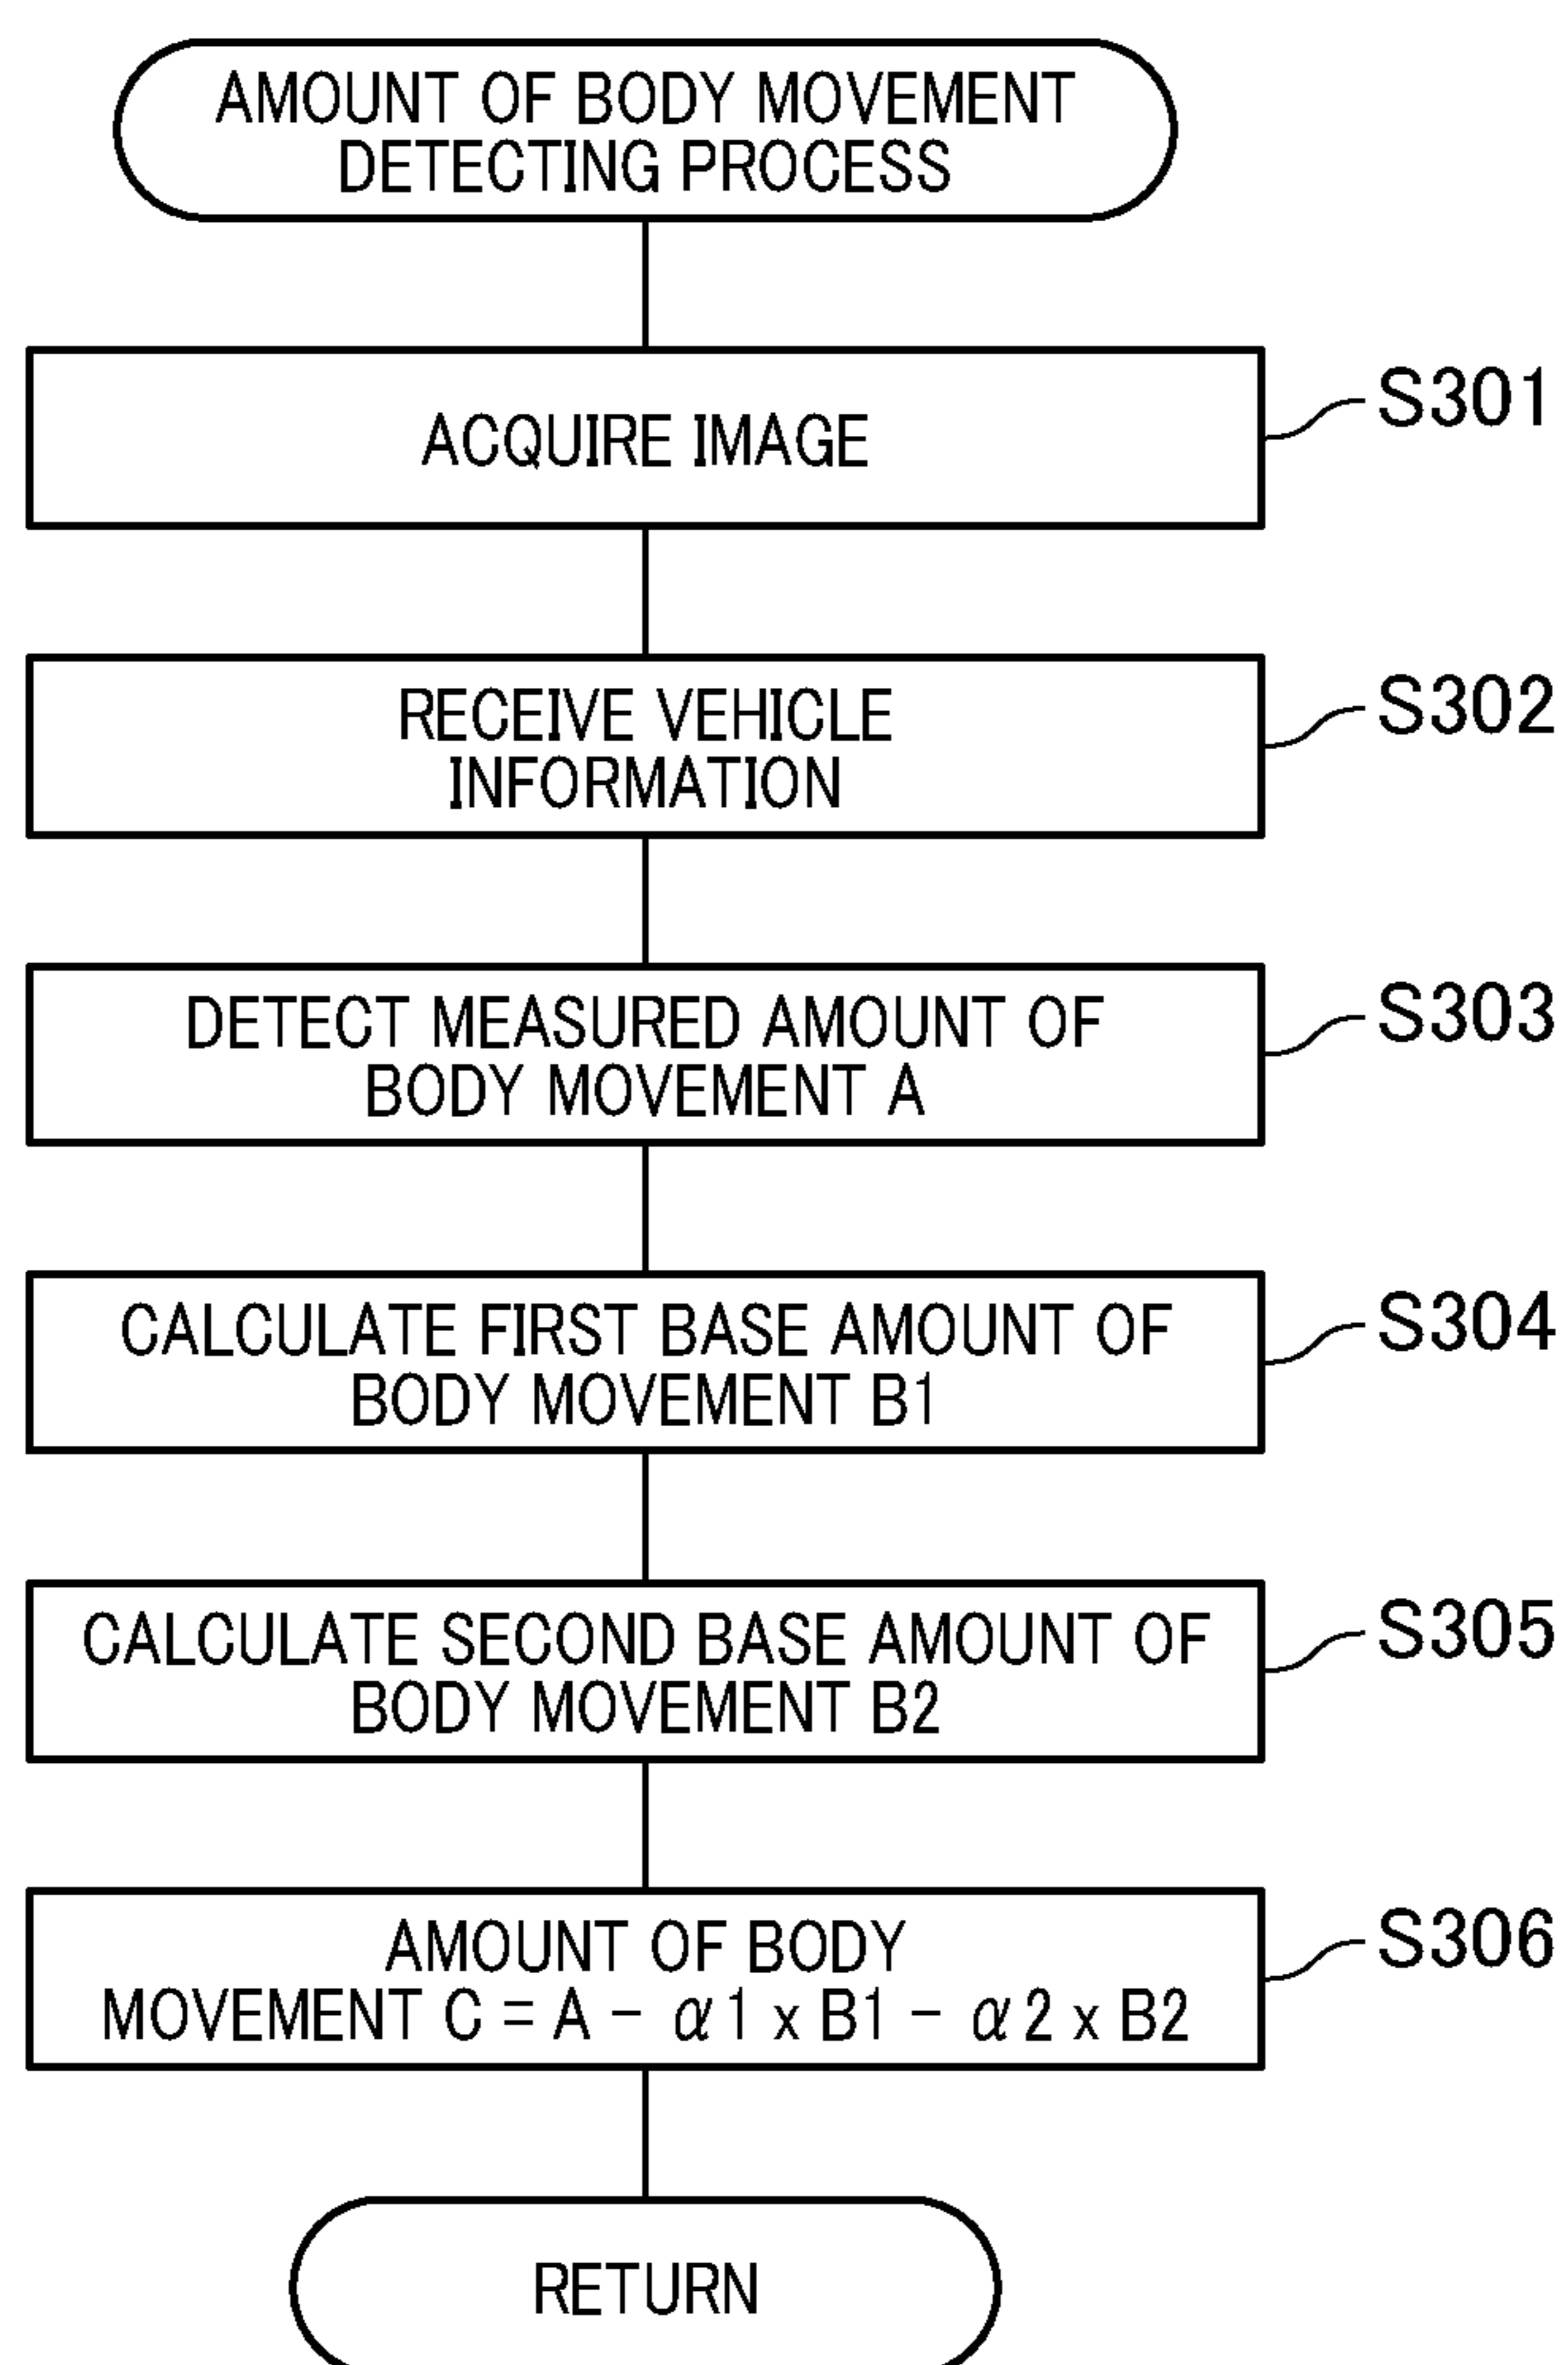 AMOUNT OF BODY MOVEMENT
DETECTING PROCESS
ACQUIRE IMAGE
S301
RECEIVE VEHICLE
INFORMATION
S302
DETECT MEASURED AMOUNT OF
BODY MOVEMENT A
S303
CALCULATE FIRST BASE AMOUNT OF
BODY MOVEMENT B1
S304
CALCULATE SECOND BASE AMOUNT OF
BODY MOVEMENT B2
S305
AMOUNT OF BODY
MOVEMENT C = A − α1 x B1 − α2 x B2
S306
RETURN